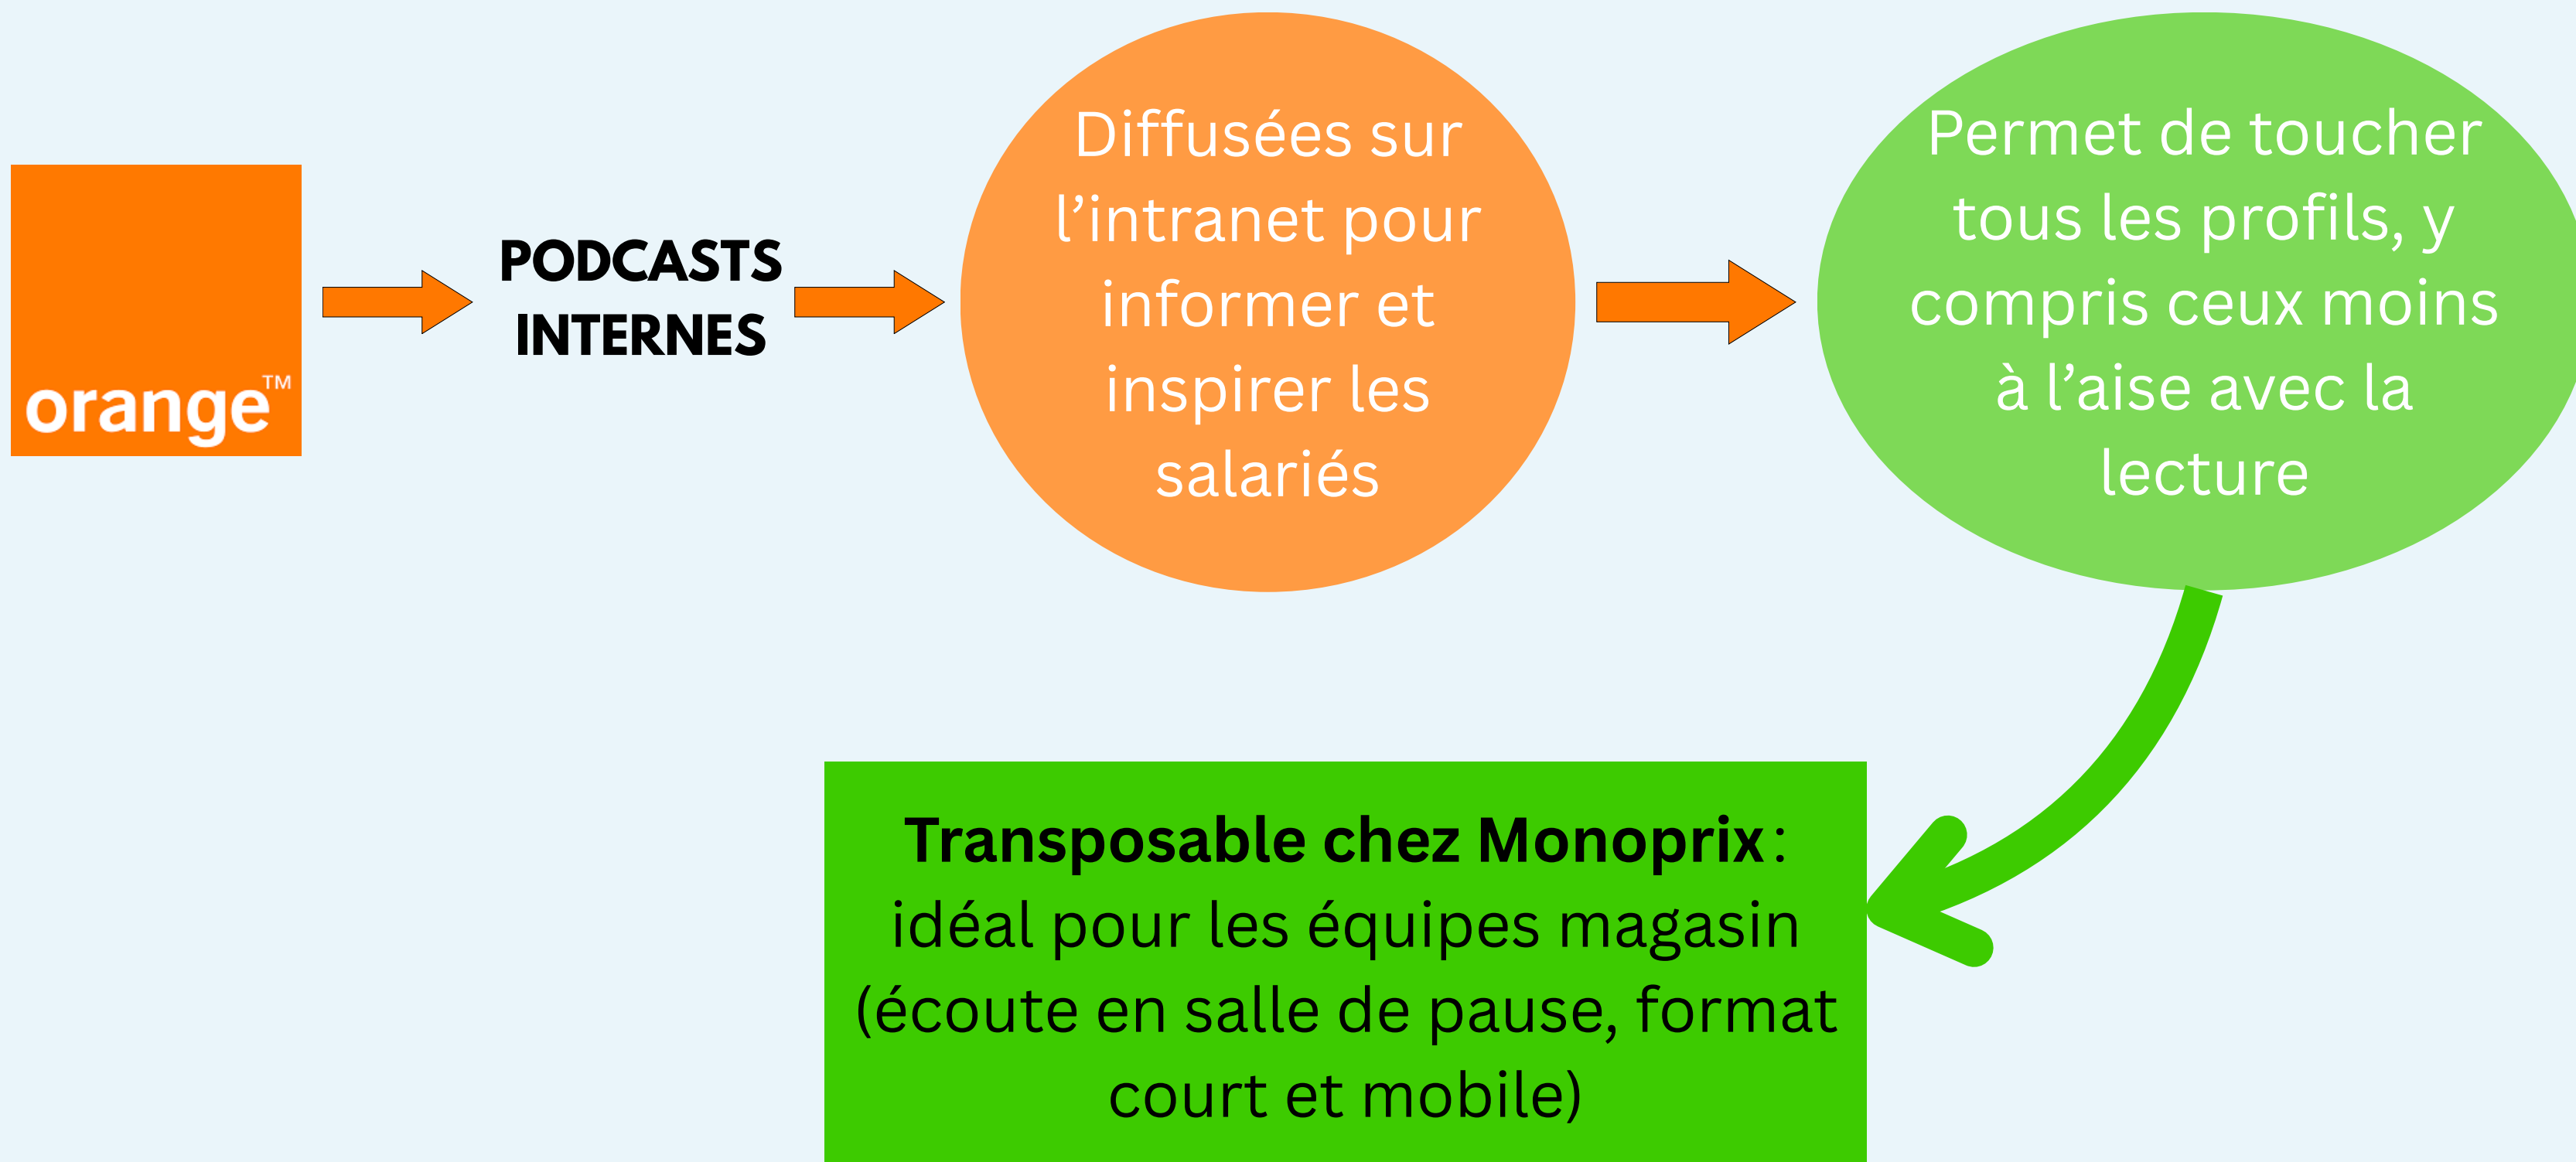 orange™
PODCASTS
INTERNES
Diffusées sur
l’intranet pour
informer et
inspirer les
salariés
Permet de toucher
tous les profils, y
compris ceux moins
à l’aise avec la
lecture
Transposable chez Monoprix :
idéal pour les équipes magasin
(écoute en salle de pause, format
court et mobile)